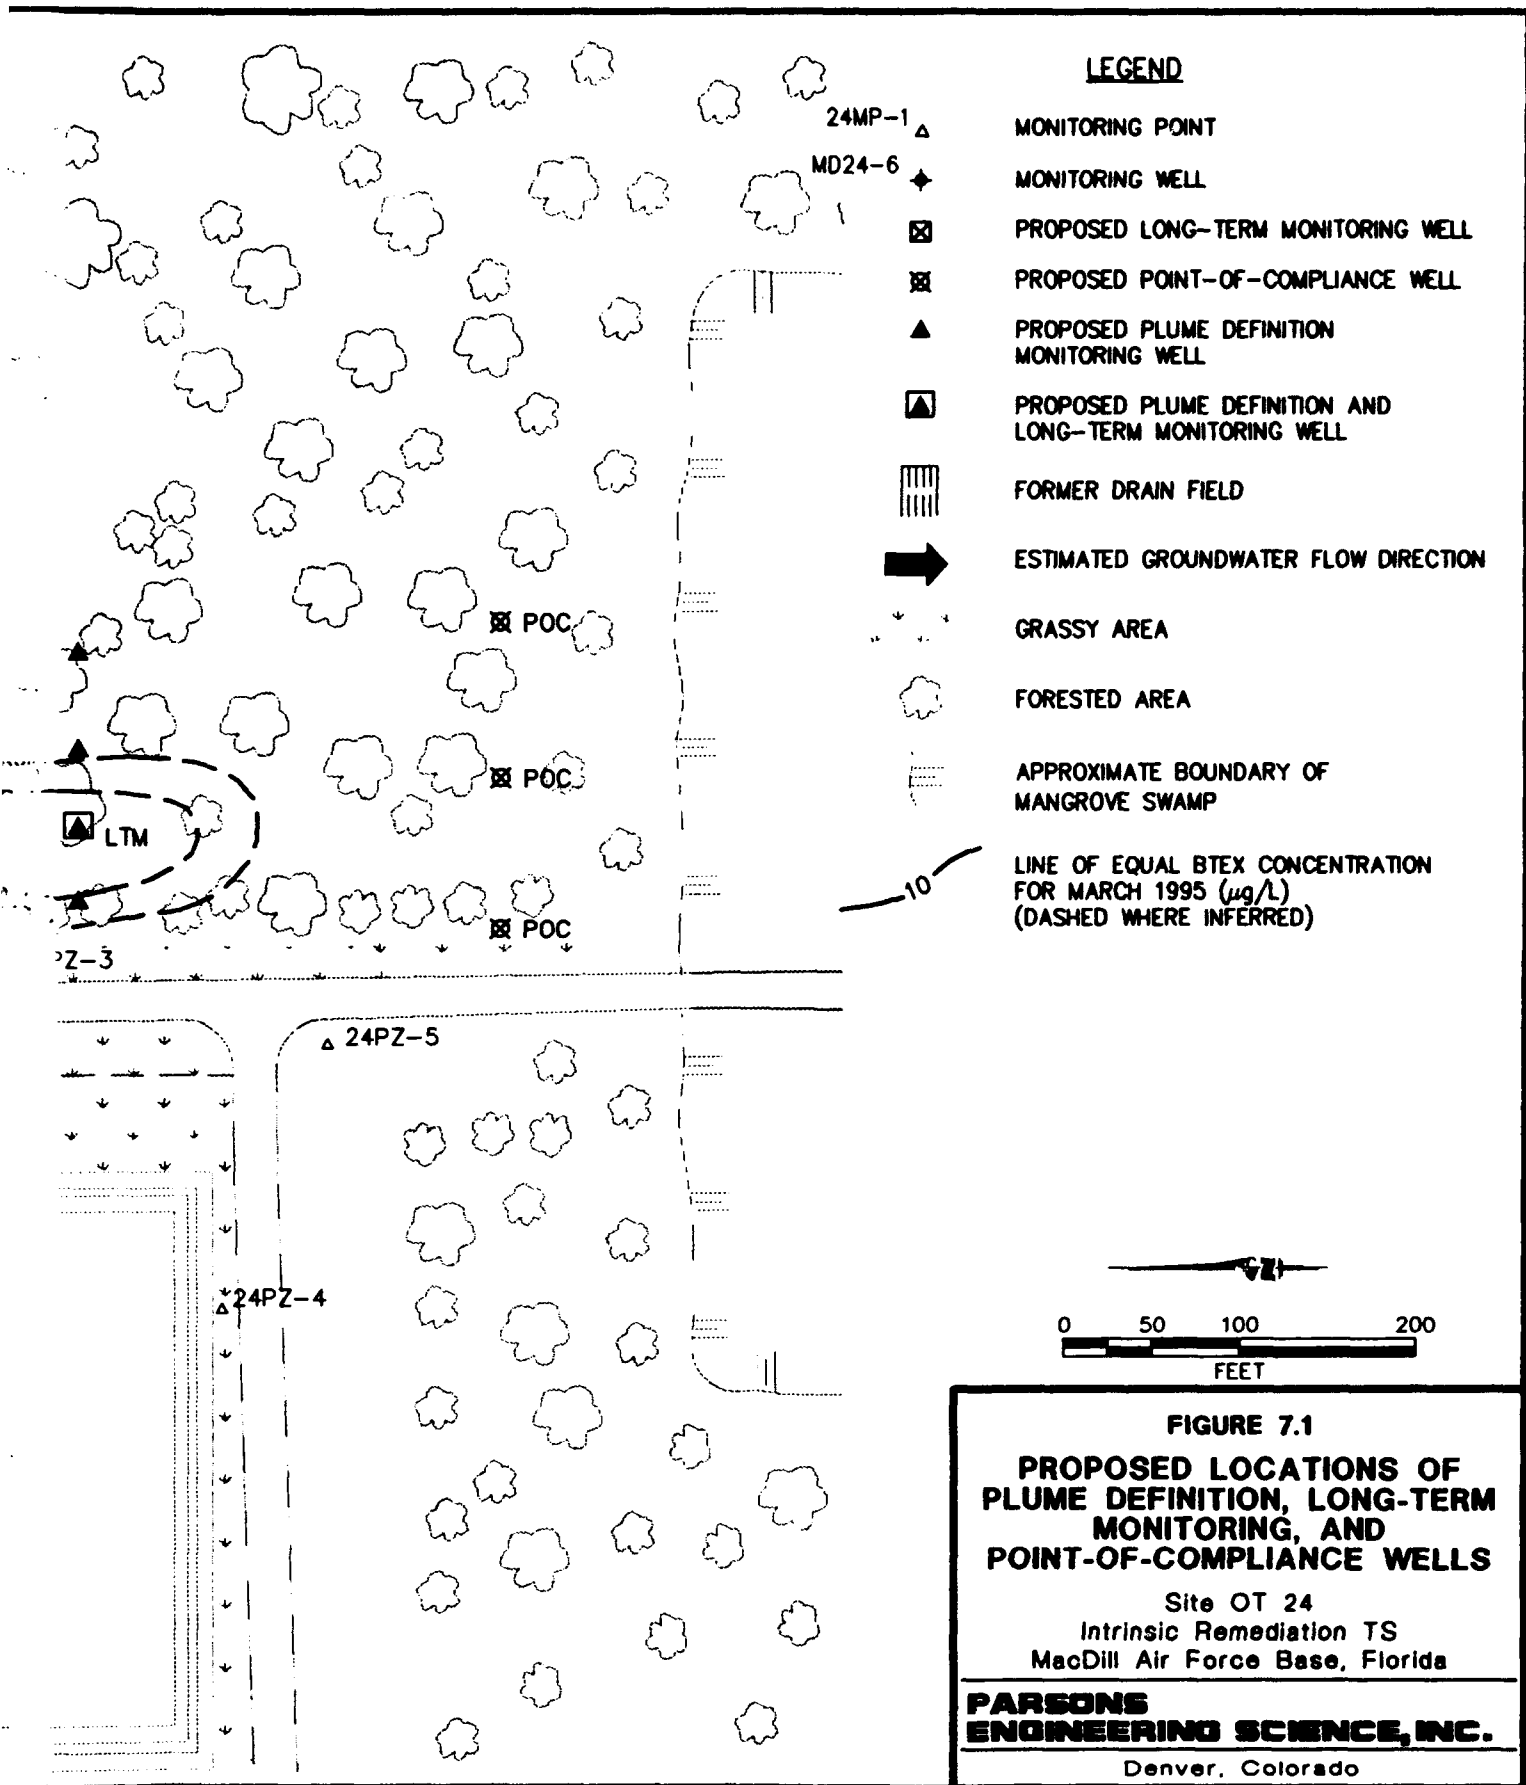 LEGEND
24MP-1
MONITORING POINT
MD24-6
MONITORING WELL
PROPOSED LONG-TERM MONITORING WELL
PROPOSED POINT-OF-COMPLIANCE WELL
PROPOSED PLUME DEFINITION
MONITORING WELL
PROPOSED PLUME DEFINITION AND
LONG-TERM MONITORING WELL
FORMER DRAIN FIELD
ESTIMATED GROUNDWATER FLOW DIRECTION
GRASSY AREA
FORESTED AREA
APPROXIMATE BOUNDARY OF
MANGROVE SWAMP
10
LINE OF EQUAL BTEX CONCENTRATION
FOR MARCH 1995 (µg/L)
(DASHED WHERE INFERRED)
POC
POC
LTM
POC
PZ-3
24PZ-5
24PZ-4
0 50 100 200
FEET
FIGURE 7.1
PROPOSED LOCATIONS OF
PLUME DEFINITION, LONG-TERM
MONITORING, AND
POINT-OF-COMPLIANCE WELLS
Site OT 24
Intrinsic Remediation TS
MacDill Air Force Base, Florida
PARSONS
ENGINEERING SCIENCE, INC.
Denver, Colorado